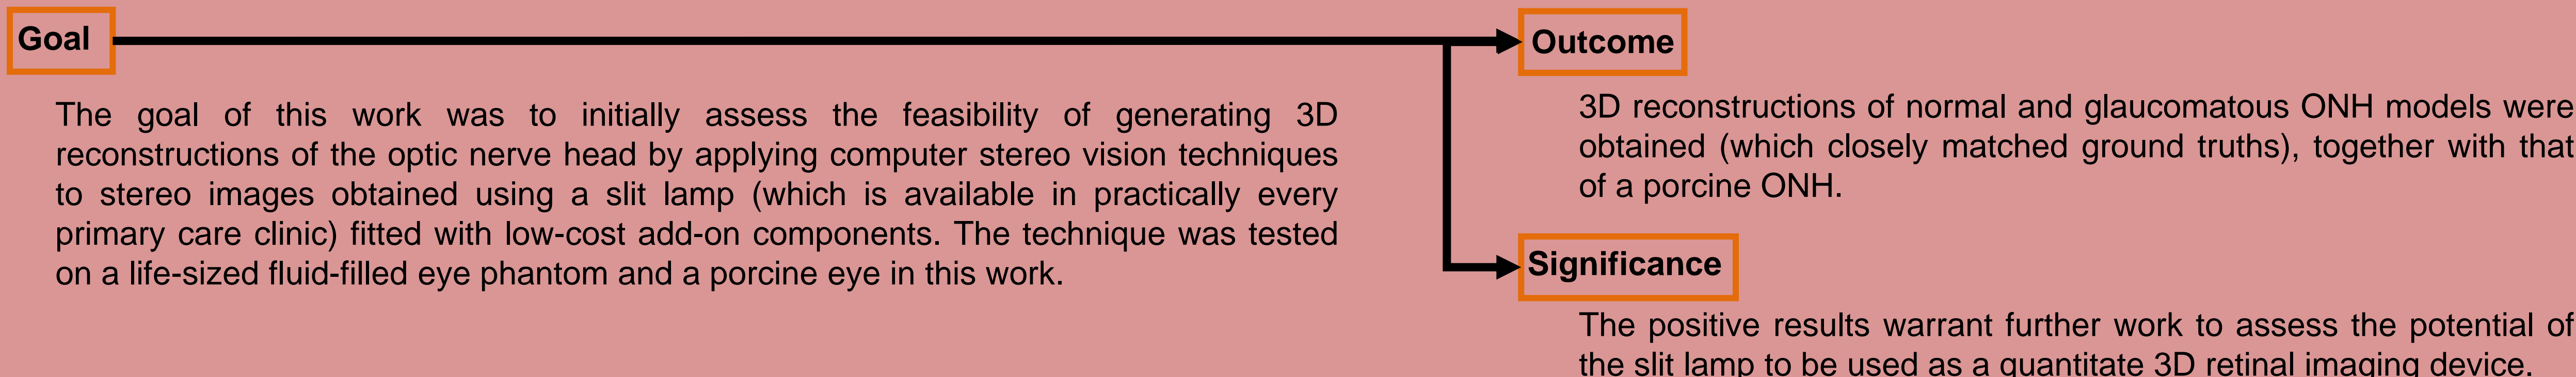 Goal
The goal of this work was to initially assess the feasibility of generating 3D
reconstructions of the optic nerve head by applying computer stereo vision techniques
to stereo images obtained using a slit lamp (which is available in practically every
primary care clinic) fitted with low-cost add-on components. The technique was tested
on a life-sized fluid-filled eye phantom and a porcine eye in this work.
Outcome
3D reconstructions of normal and glaucomatous ONH models were
obtained (which closely matched ground truths), together with that
of a porcine ONH.
Significance
The positive results warrant further work to assess the potential of
the slit lamp to be used as a quantitate 3D retinal imaging device.